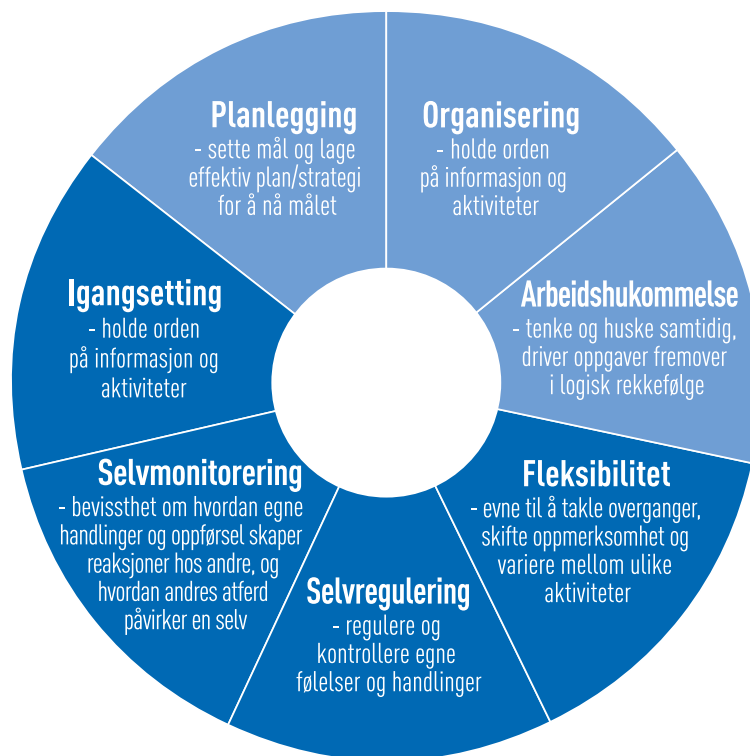 Planlegging
- sette mål og lage
effektiv plan/strategi
for å nå målet
Organisering
- holde orden
på informasjon og
aktiviteter
Arbeidshukommelse
- tenke og huske samtidig,
driver oppgaver fremover
i logisk rekkefølge
Fleksibilitet
- evne til å takle overganger,
skifte oppmerksomhet og
variere mellom ulike
aktiviteter
Selvregulering
- regulere og
kontrollere egne
følelser og handlinger
Selvmonitorering
- bevissthet om hvordan egne
handlinger og oppførsel skaper
reaksjoner hos andre, og
hvordan andres atferd
påvirker en selv
Igangsetting
- holde orden
på informasjon og
aktiviteter